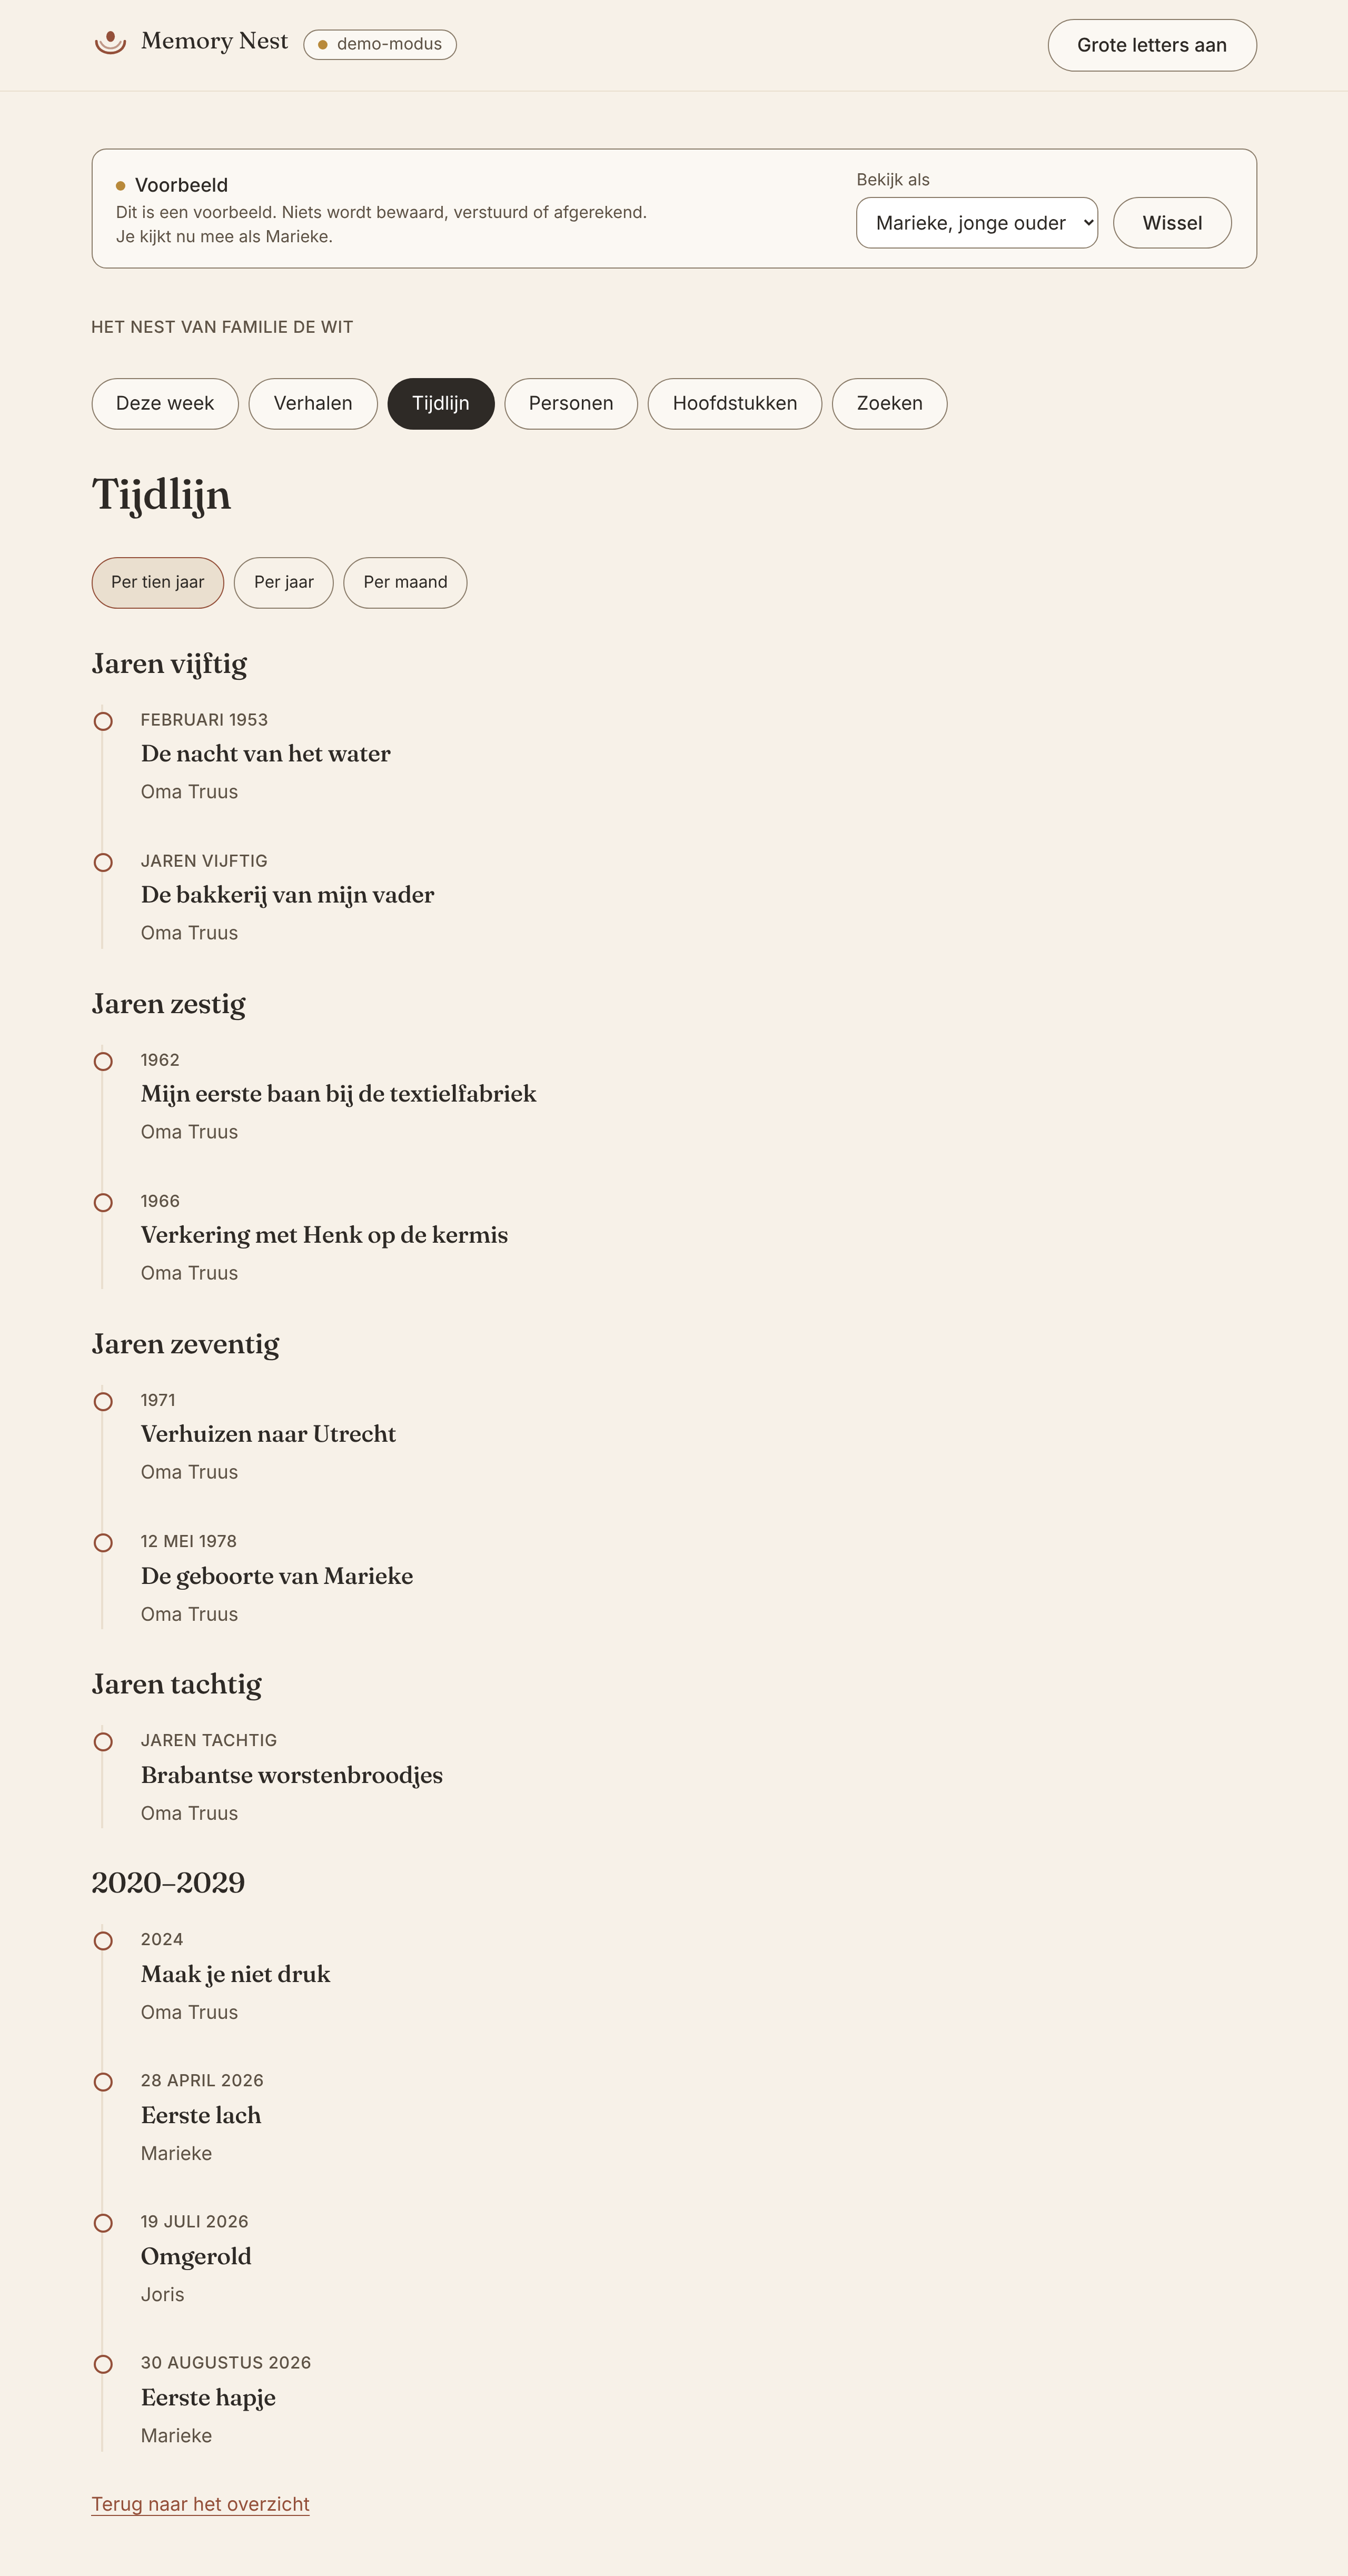 Memory Nest
demo-modus
Grote letters aan
Voorbeeld
Dit is een voorbeeld. Niets wordt bewaard, verstuurd of afgerekend.
Je kijkt nu mee als Marieke.
Bekijk als
Marieke, jonge ouder
Wissel
HET NEST VAN FAMILIE DE WIT
Deze week
Verhalen
Tijdlijn
Personen
Hoofdstukken
Zoeken
Tijdlijn
Per tien jaar
Per jaar
Per maand
Jaren vijftig
FEBRUARI 1953
De nacht van het water
Oma Truus
JAREN VIJFTIG
De bakkerij van mijn vader
Oma Truus
Jaren zestig
1962
Mijn eerste baan bij de textielfabriek
Oma Truus
1966
Verkering met Henk op de kermis
Oma Truus
Jaren zeventig
1971
Verhuizen naar Utrecht
Oma Truus
12 MEI 1978
De geboorte van Marieke
Oma Truus
Jaren tachtig
JAREN TACHTIG
Brabantse worstenbroodjes
Oma Truus
2020–2029
2024
Maak je niet druk
Oma Truus
28 APRIL 2026
Eerste lach
Marieke
19 JULI 2026
Omgerold
Joris
30 AUGUSTUS 2026
Eerste hapje
Marieke
Terug naar het overzicht